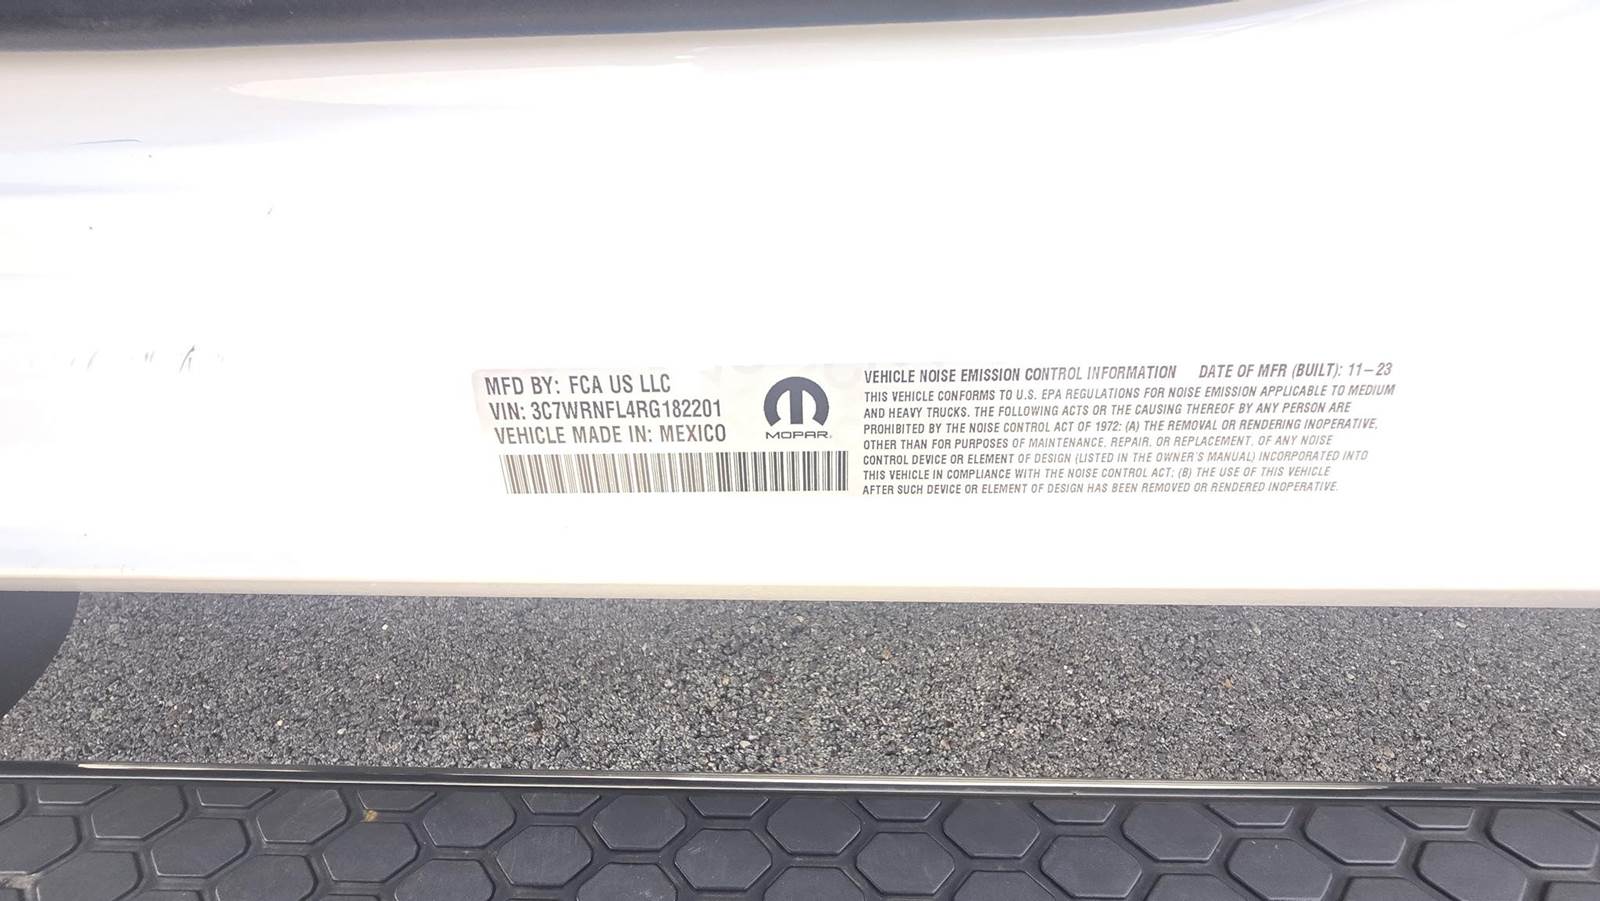 MFD BY: FCA US LLC
VIN: 3C7WRNFL4RG182201
VEHICLE MADE IN: MEXICO
MOPAR®
VEHICLE NOISE EMISSION CONTROL INFORMATION DATE OF MFR (BUILT): 11-23
THIS VEHICLE CONFORMS TO U.S. EPA REGULATIONS FOR NOISE EMISSION APPLICABLE TO MEDIUM
AND HEAVY TRUCKS. THE FOLLOWING ACTS OR THE CAUSING THEREOF BY ANY PERSON ARE
PROHIBITED BY THE NOISE CONTROL ACT OF 1972: (A) THE REMOVAL OR RENDERING INOPERATIVE,
OTHER THAN FOR PURPOSES OF MAINTENANCE, REPAIR, OR REPLACEMENT, OF ANY NOISE
CONTROL DEVICE OR ELEMENT OF DESIGN (LISTED IN THE OWNER'S MANUAL) INCORPORATED INTO
THIS VEHICLE IN COMPLIANCE WITH THE NOISE CONTROL ACT; (B) THE USE OF THIS VEHICLE
AFTER SUCH DEVICE OR ELEMENT OF DESIGN HAS BEEN REMOVED OR RENDERED INOPERATIVE.